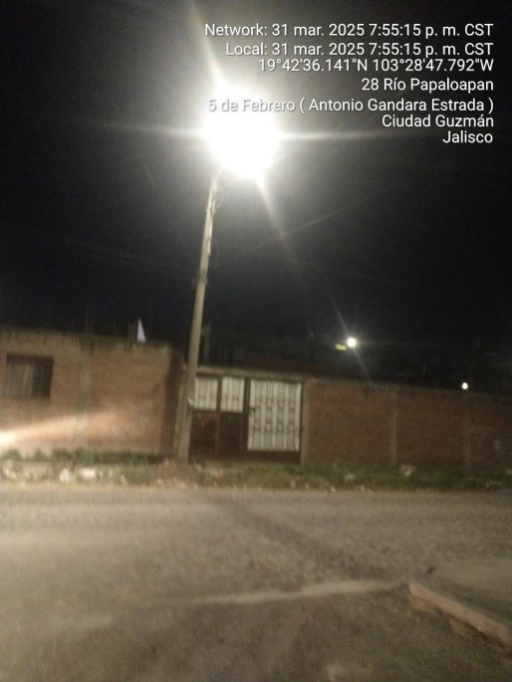 Network: 31 mar. 2025 7:55:15 p. m. CST
Local: 31 mar. 2025 7:55:15 p. m. CST
19°42'36.141"N 103°28'47.792"W
28 Río Papaloapan
5 de Febrero ( Antonio Gandara Estrada )
Ciudad Guzmán
Jalisco